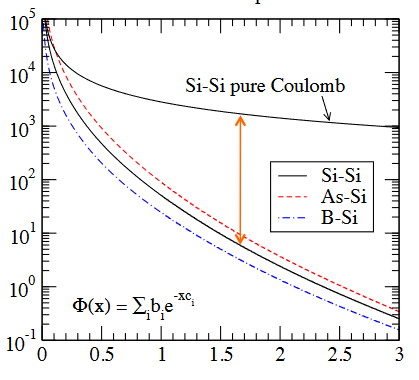 10^5
10^4
10^3
10^2
10^1
10^0
10^-1
Si-Si pure Coulomb
Si-Si
As-Si
B-Si
Φ(x) = ∑_i b_i e^-xc_i
0 0.5 1 1.5 2 2.5 3